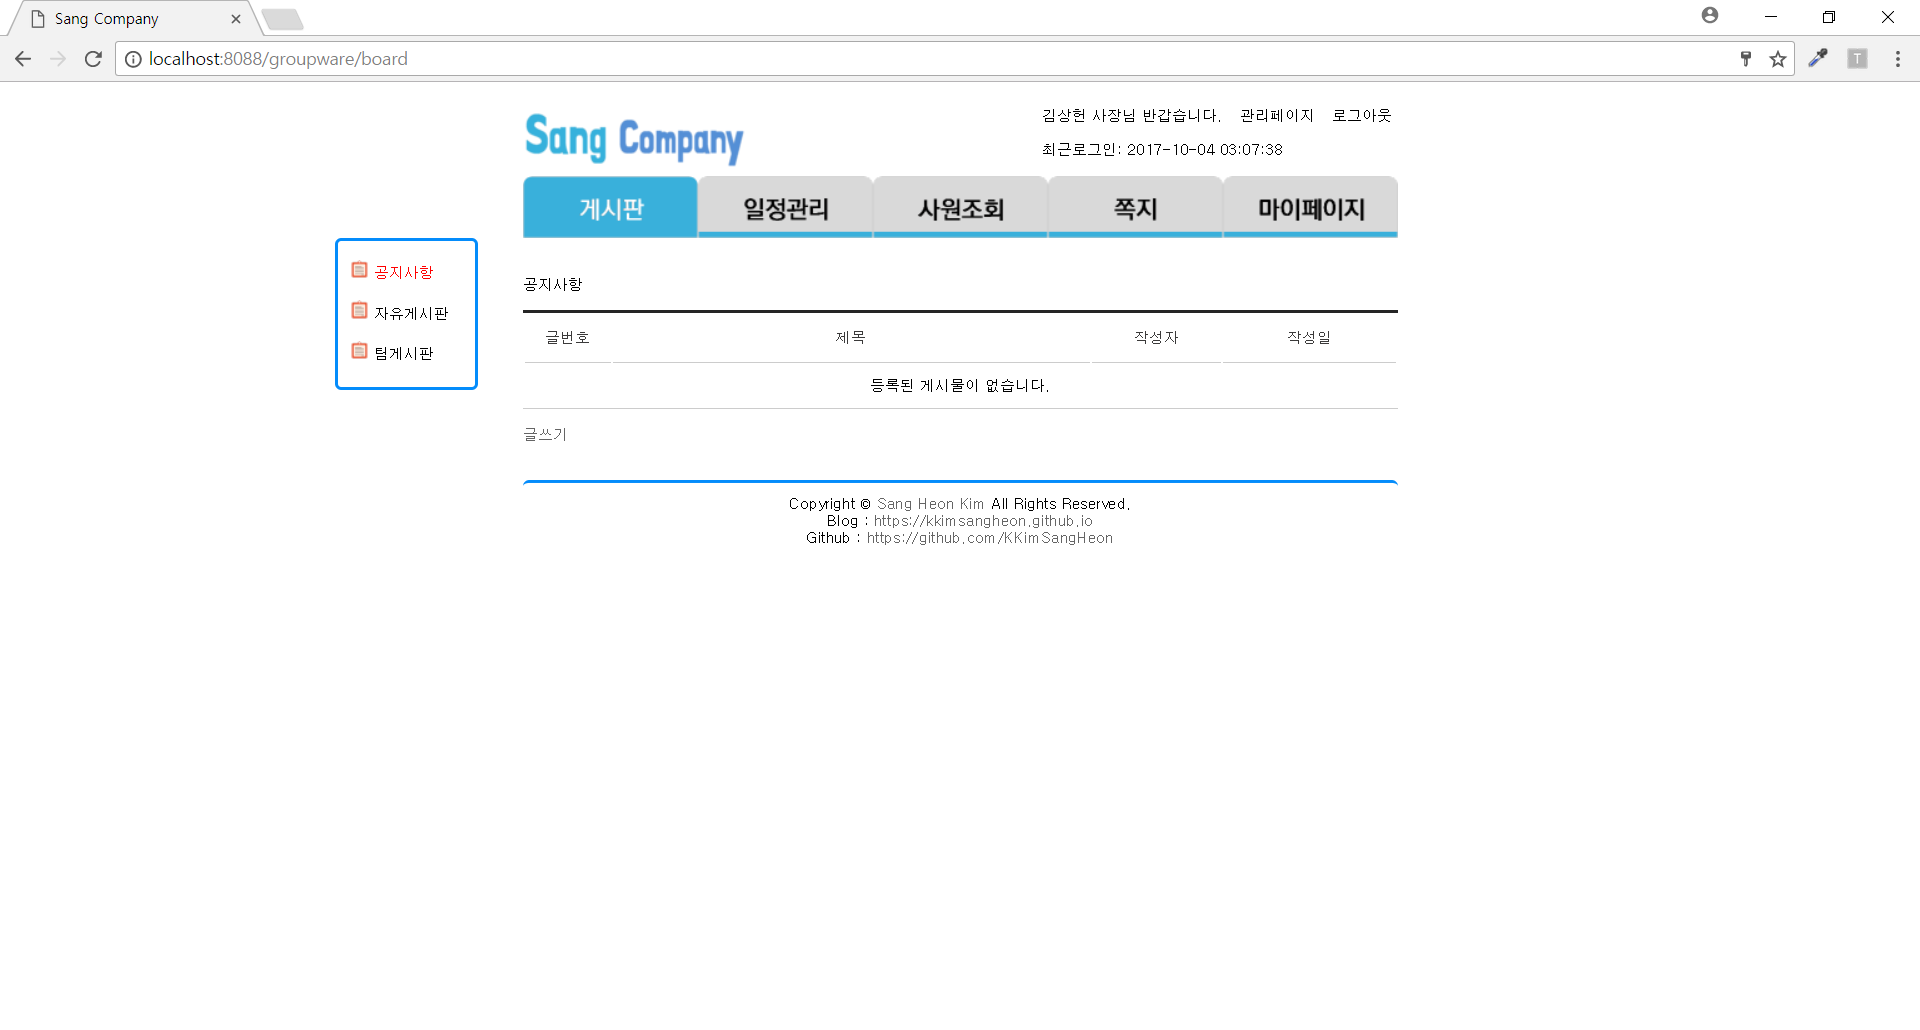 Sang Company
localhost:8088/groupware/board
T
Sang Company
김상헌 사장님 반갑습니다. 관리페이지 로그아웃
최근로그인: 2017-10-04 03:07:38
게시판 일정관리 사원조회 쪽지 마이페이지
공지사항
자유게시판
팀게시판
공지사항
글번호 제목 작성자 작성일
등록된 게시물이 없습니다.
글쓰기
Copyright © Sang Heon Kim All Rights Reserved.
Blog : https://kkimsangheon.github.io
Github : https://github.com/KKimSangHeon